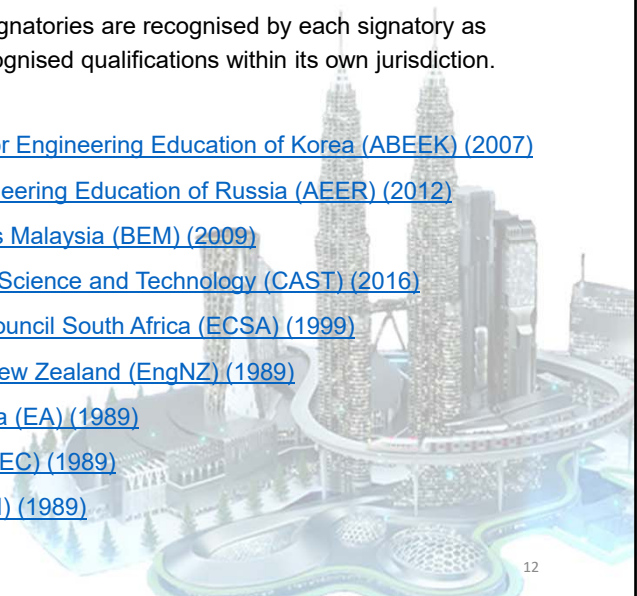 gnatories are recognised by each signatory as
ognised qualifications within its own jurisdiction.
or Engineering Education of Korea (ABEEK) (2007)
eering Education of Russia (AEER) (2012)
s Malaysia (BEM) (2009)
Science and Technology (CAST) (2016)
ouncil South Africa (ECSA) (1999)
ew Zealand (EngNZ) (1989)
a (EA) (1989)
EC) (1989)
) (1989)
12